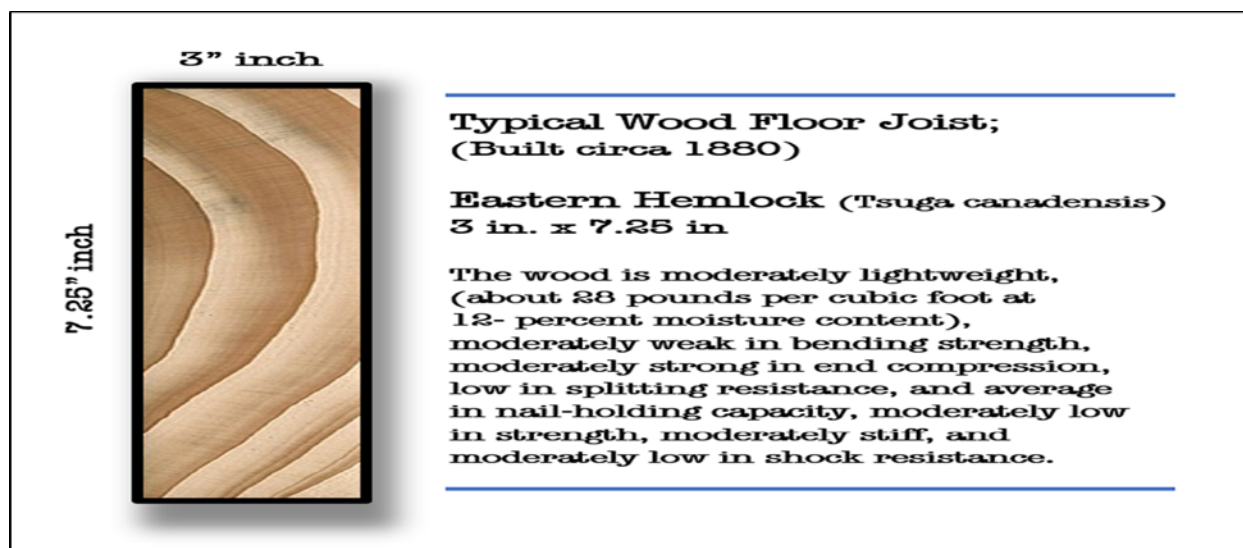 3” inch
7.25” inch
Typical Wood Floor Joist;
(Built circa 1880)
Eastern Hemlock (Tsuga canadensis)
3 in. x 7.25 in
The wood is moderately lightweight,
(about 28 pounds per cubic foot at
12- percent moisture content),
moderately weak in bending strength,
moderately strong in end compression,
low in splitting resistance, and average
in nail-holding capacity, moderately low
in strength, moderately stiff, and
moderately low in shock resistance.